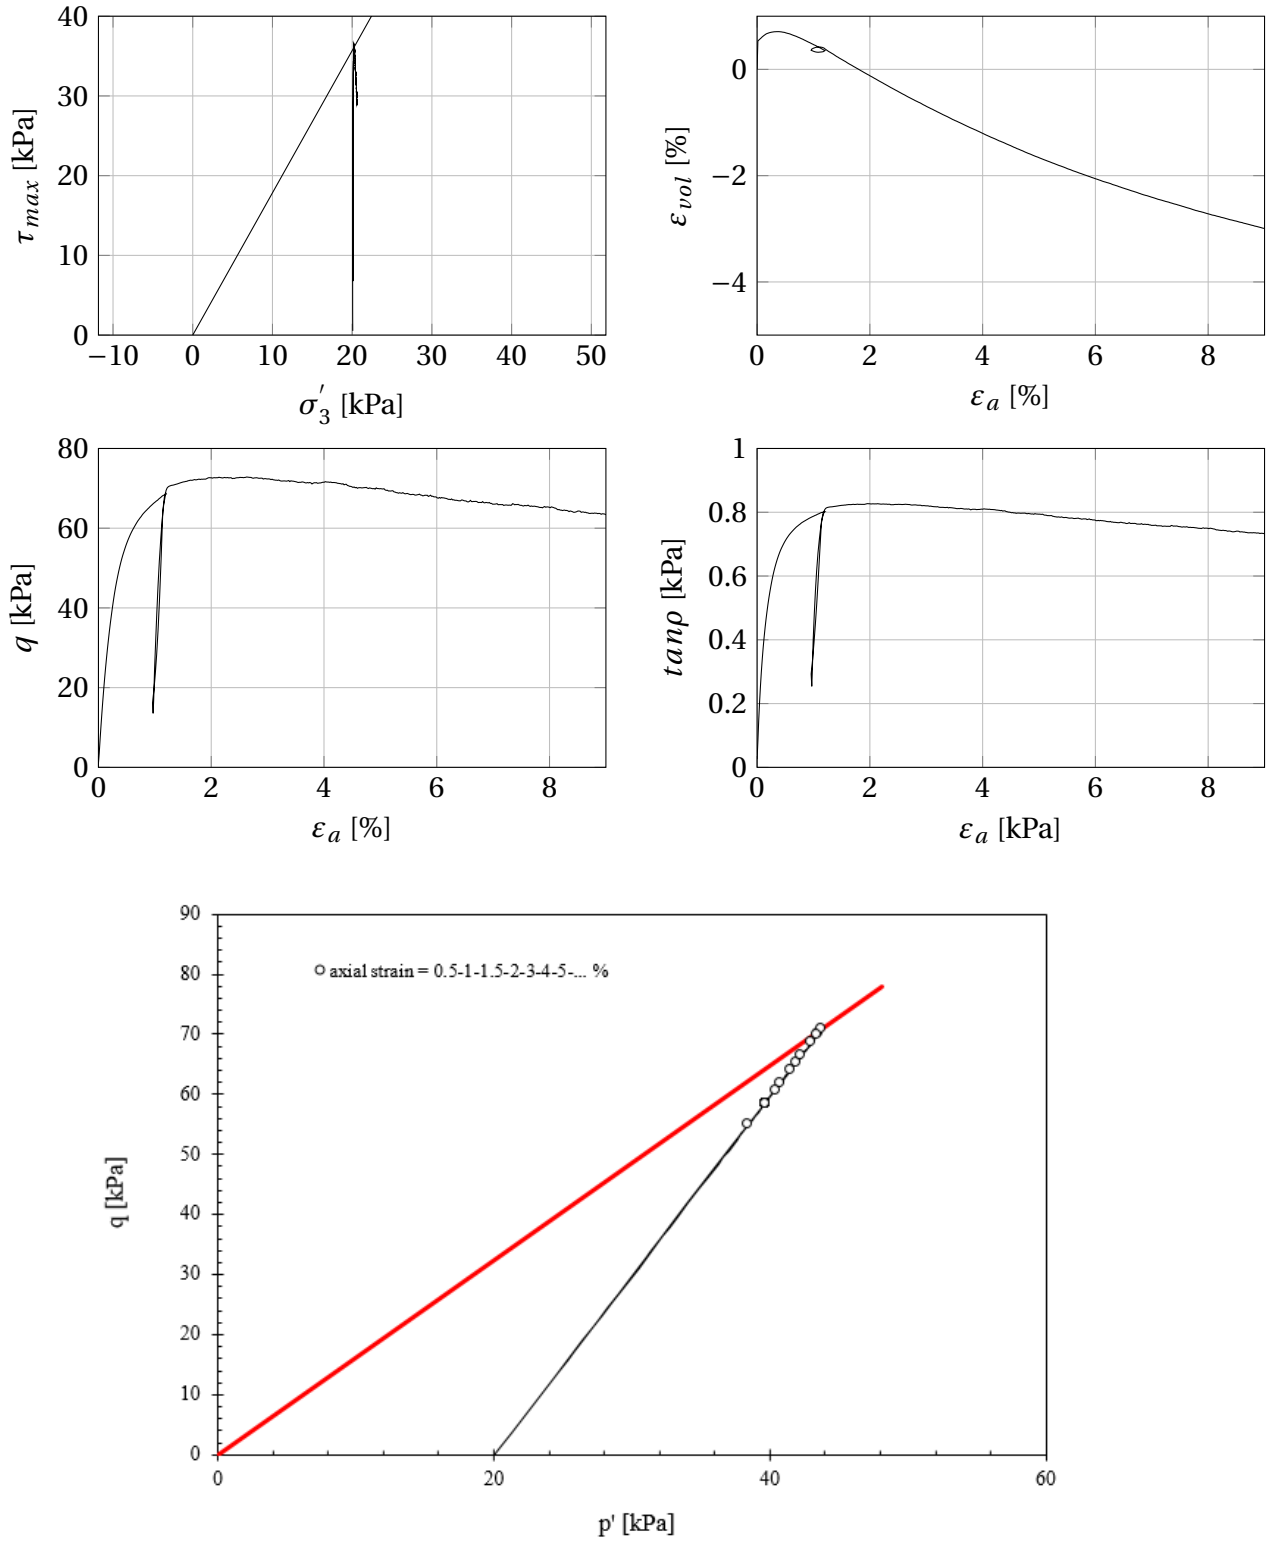 40
30
20
10
0
−10 0 10 20 30 40 50
τmax [kPa]
σ′3 [kPa]
0
−2
−4
0 2 4 6 8
εvol [%]
εa [%]
80
60
40
20
0
0 2 4 6 8
q [kPa]
εa [%]
1
0.8
0.6
0.4
0.2
0
0 2 4 6 8
tanρ [kPa]
εa [kPa]
90
80
70
60
50
40
30
20
10
0
0 20 40 60
axial strain = 0.5-1-1.5-2-3-4-5-... %
q [kPa]
p' [kPa]